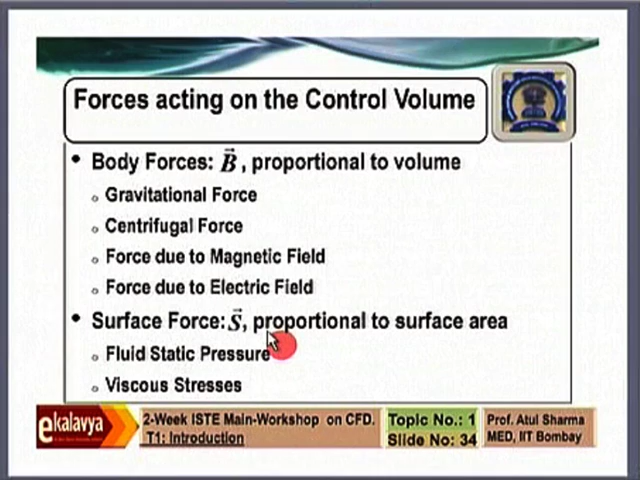 Forces acting on the Control Volume
• Body Forces: B⃗ , proportional to volume
o Gravitational Force
o Centrifugal Force
o Force due to Magnetic Field
o Force due to Electric Field
• Surface Force: S⃗, proportional to surface area
o Fluid Static Pressure
o Viscous Stresses
ekalavya
2-Week ISTE Main-Workshop on CFD.
T1: Introduction
Topic No.: 1
Slide No: 34
Prof. Atul Sharma
MED, IIT Bombay